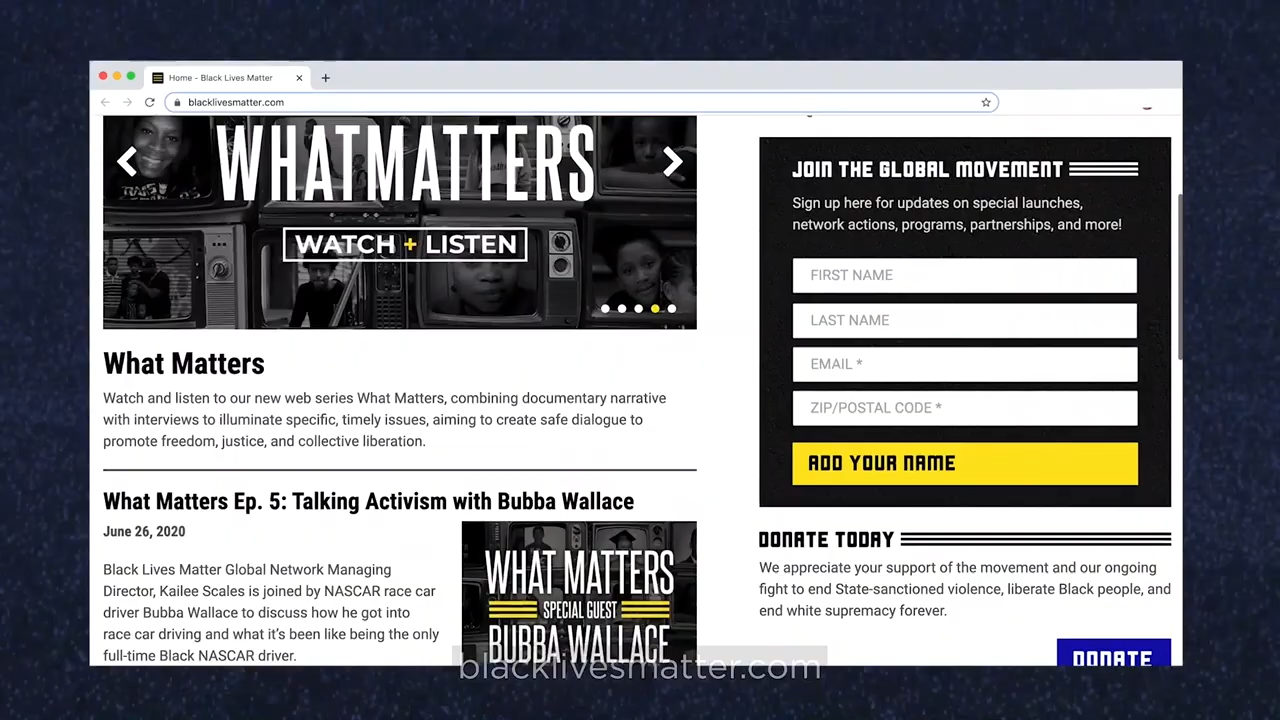 Home - Black Lives Matter
blacklivesmatter.com
WHATMATTERS
WATCH + LISTEN
What Matters
Watch and listen to our new web series What Matters, combining documentary narrative
with interviews to illuminate specific, timely issues, aiming to create safe dialogue to
promote freedom, justice, and collective liberation.
What Matters Ep. 5: Talking Activism with Bubba Wallace
June 26, 2020
Black Lives Matter Global Network Managing
Director, Kailee Scales is joined by NASCAR race car
driver Bubba Wallace to discuss how he got into
race car driving and what it’s been like being the only
full-time Black NASCAR driver.
WHAT MATTERS
SPECIAL GUEST
BUBBA WALLACE
JOIN THE GLOBAL MOVEMENT
Sign up here for updates on special launches,
network actions, programs, partnerships, and more!
FIRST NAME
LAST NAME
EMAIL *
ZIP/POSTAL CODE *
ADD YOUR NAME
DONATE TODAY
We appreciate your support of the movement and our ongoing
fight to end State-sanctioned violence, liberate Black people, and
end white supremacy forever.
DONATE
blacklivesmatter.com